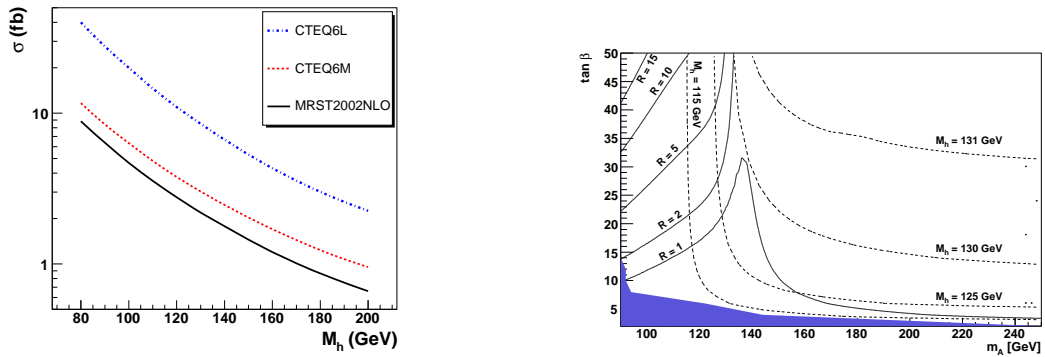 σ (fb)
10
1
CTEQ6L
CTEQ6M
MRST2002NLO
80 100 120 140 160 180 200
M_h (GeV)
tan β
50
45
40
35
30
25
20
15
10
5
R = 15
R = 10
R = 5
R = 2
R = 1
M_h = 115 GeV
M_h = 131 GeV
M_h = 130 GeV
M_h = 125 GeV
100 120 140 160 180 200 220 240
m_A [GeV]